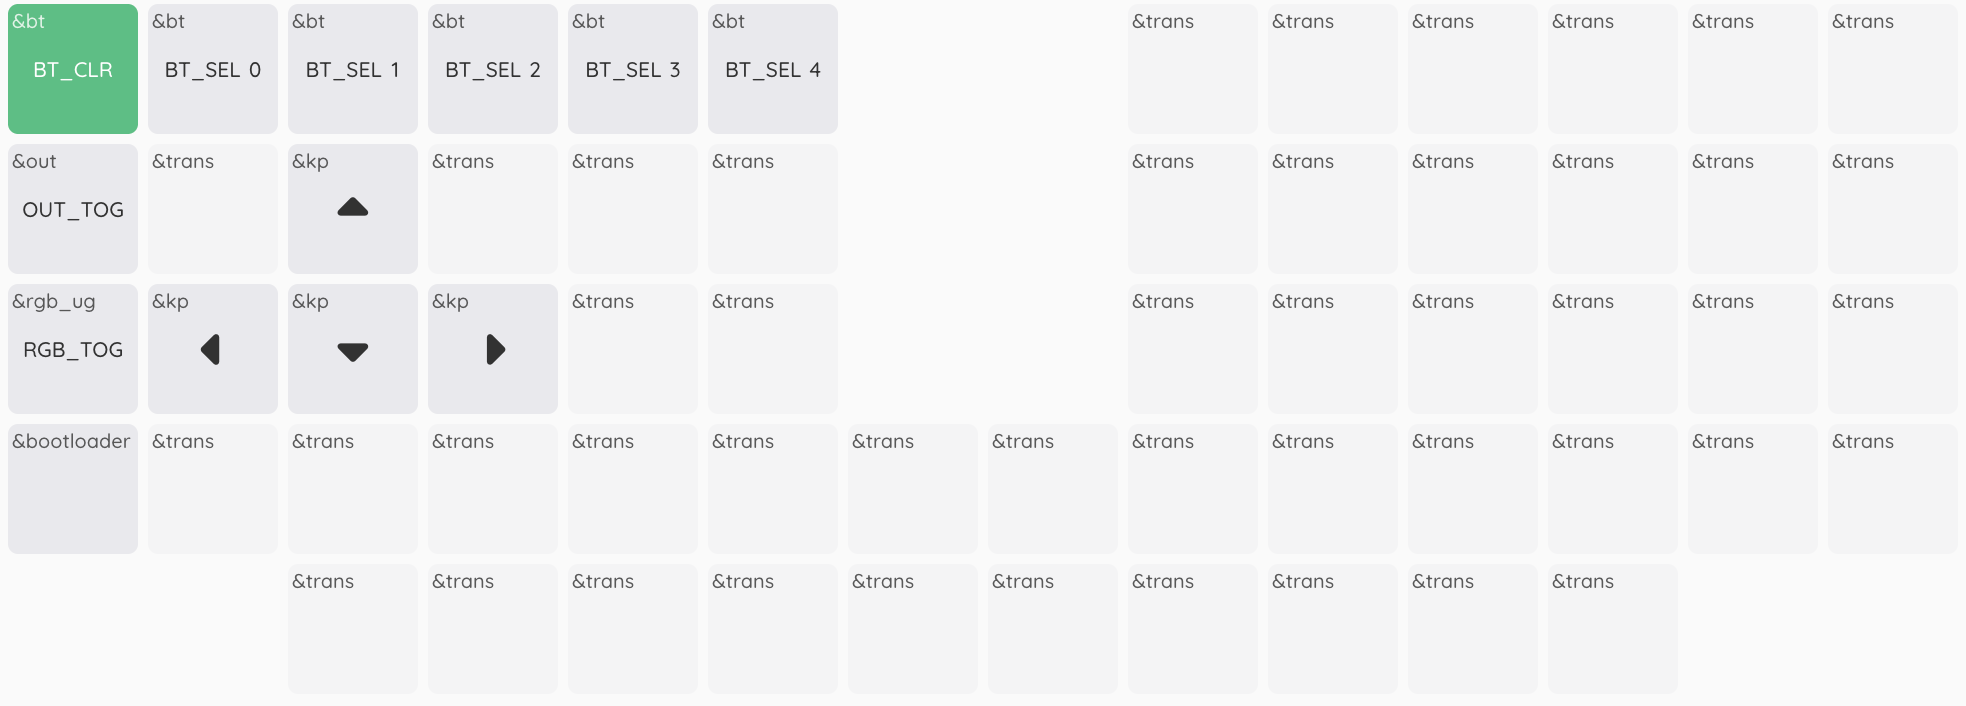 &bt &bt &bt &bt &bt &bt &trans &trans &trans &trans &trans &trans
BT_CLR BT_SEL 0 BT_SEL 1 BT_SEL 2 BT_SEL 3 BT_SEL 4
&out &trans &kp &trans &trans &trans &trans &trans &trans &trans &trans &trans
OUT_TOG
&rgb_ug &kp &kp &kp &trans &trans &trans &trans &trans &trans &trans &trans
RGB_TOG
&bootloader &trans &trans &trans &trans &trans &trans &trans &trans &trans &trans &trans &trans &trans
&trans &trans &trans &trans &trans &trans &trans &trans &trans &trans